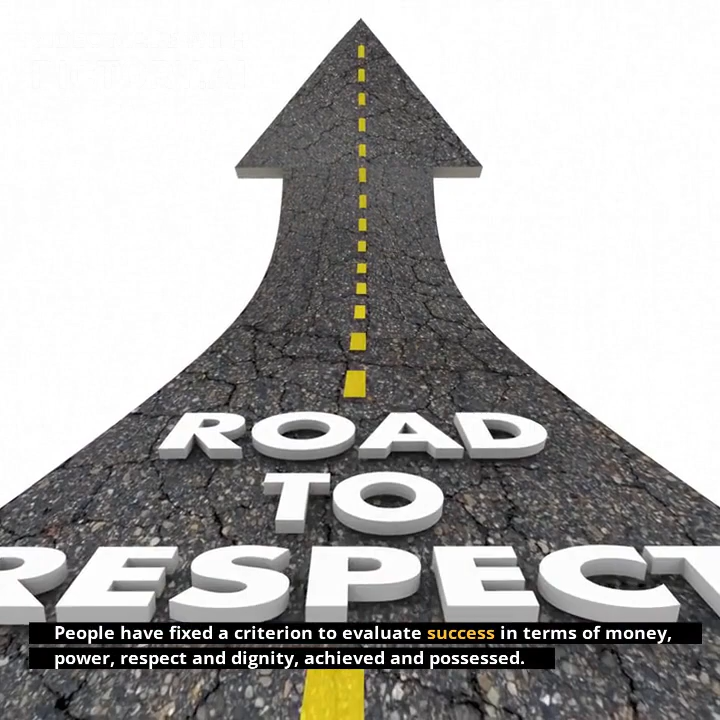 ROAD
TO
RESPECT
People have fixed a criterion to evaluate success in terms of money,
power, respect and dignity, achieved and possessed.